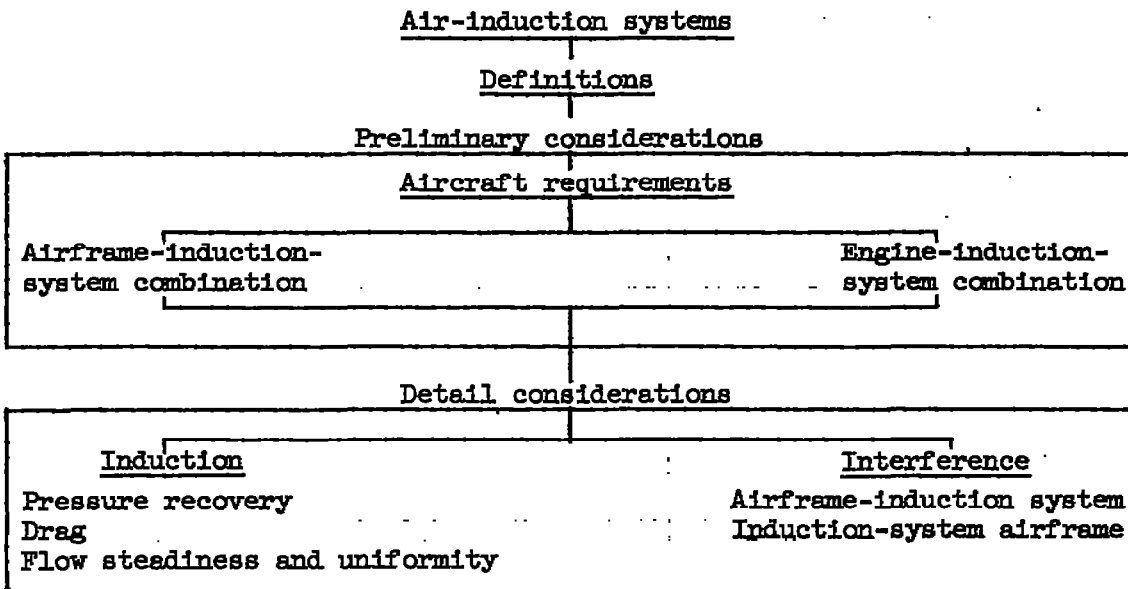 Air-induction systems
Definitions
Preliminary considerations
Aircraft requirements
Airframe-induction-
system combination
Engine-induction-
system combination
Detail considerations
Induction
Pressure recovery
Drag
Flow steadiness and uniformity
Interference
Airframe-induction system
Induction-system airframe